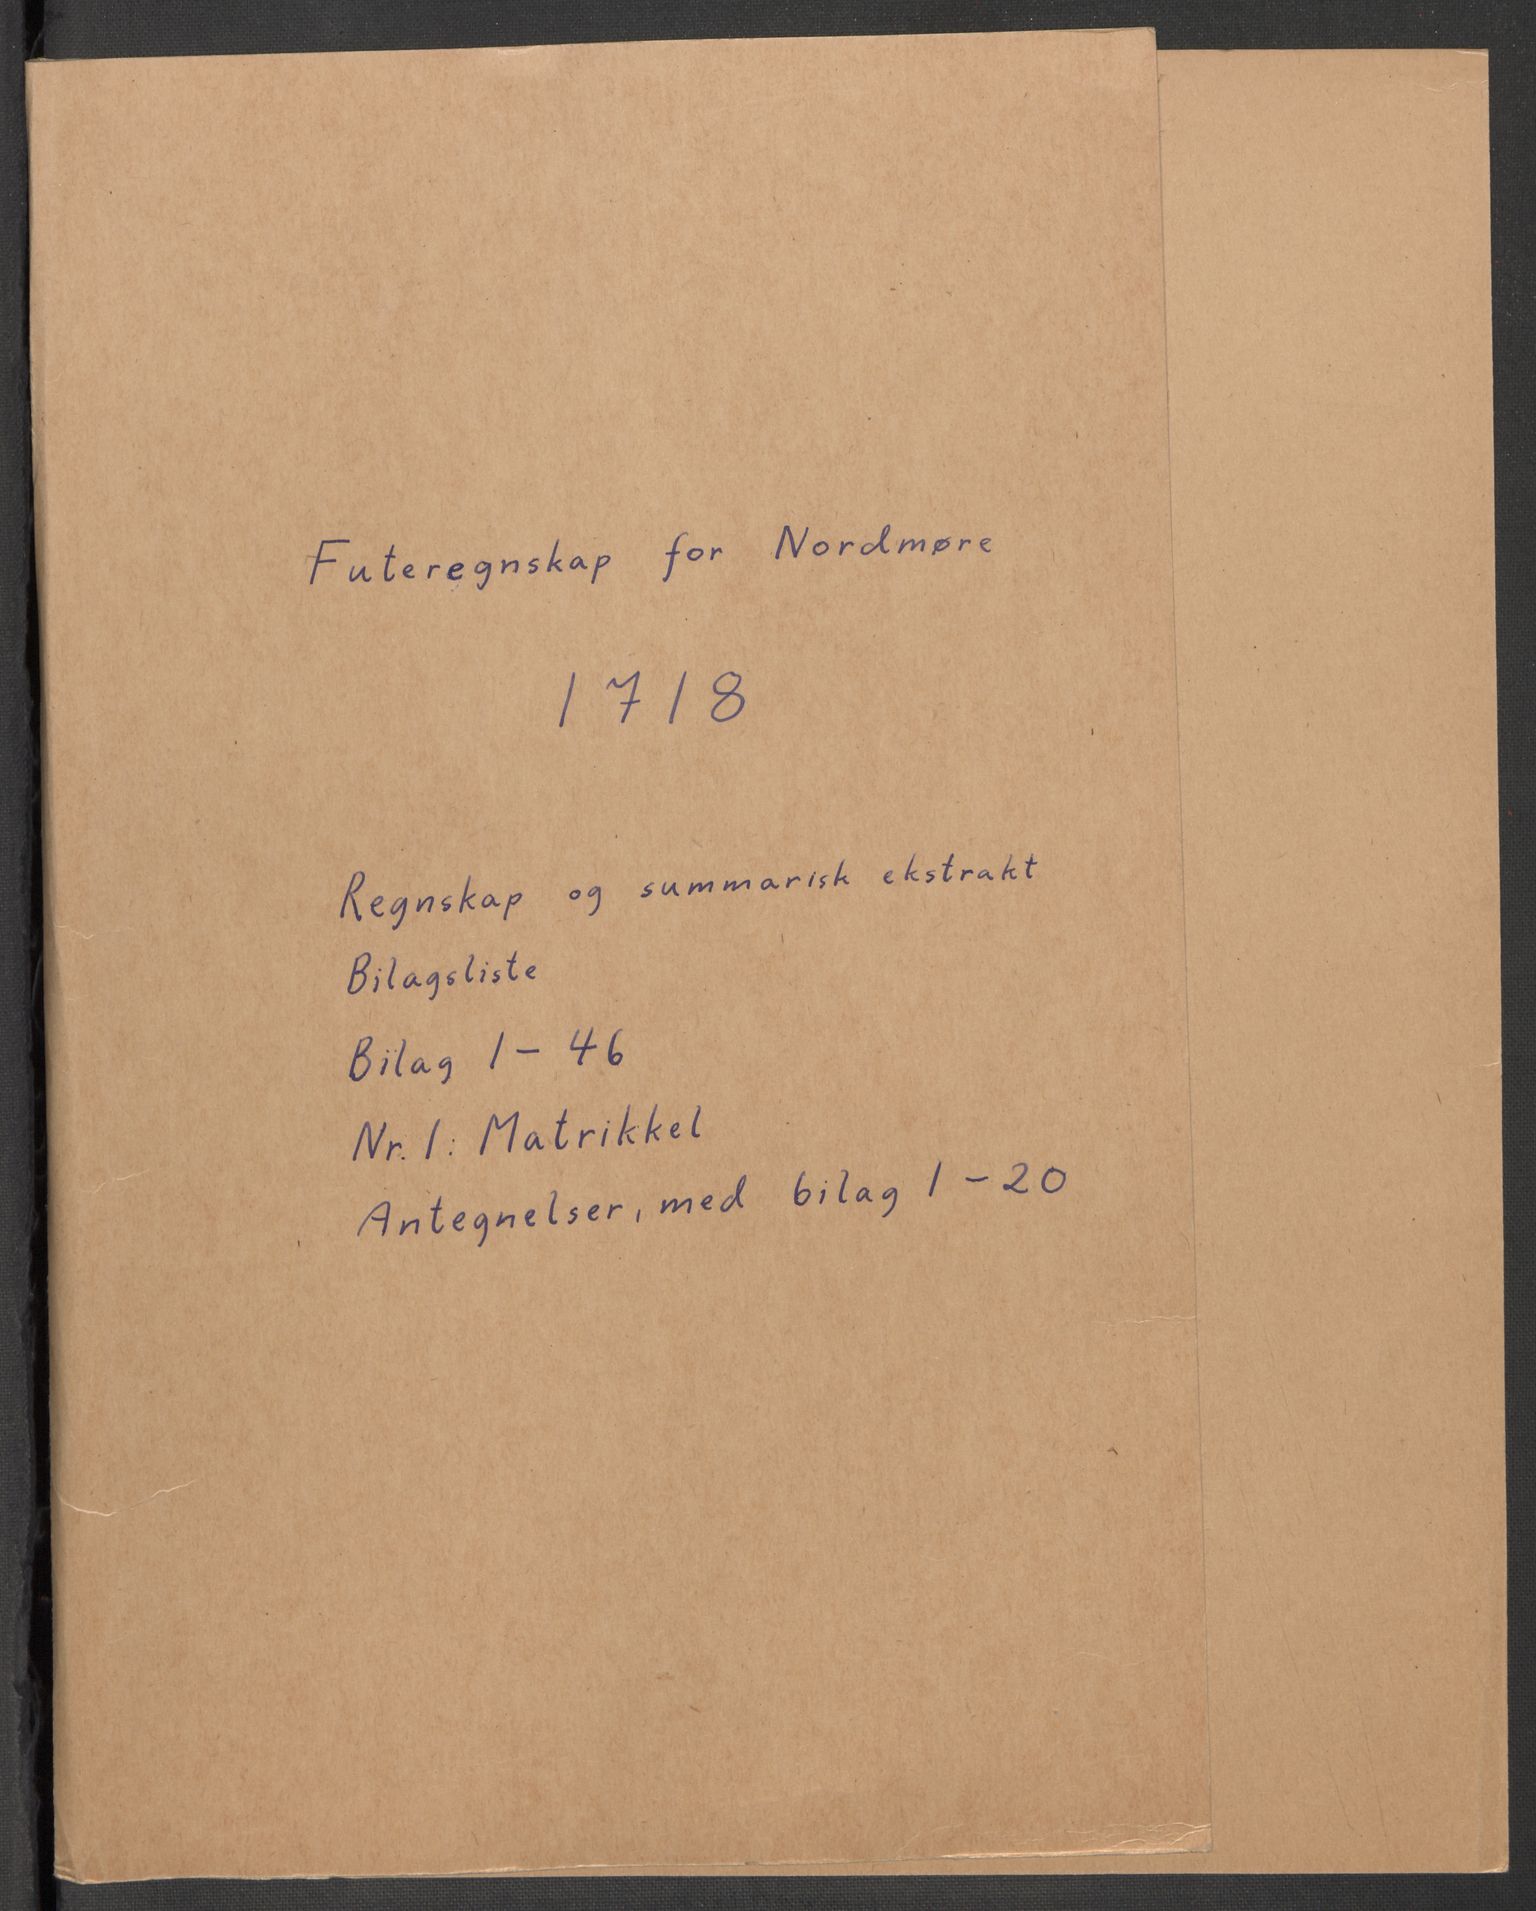 Futeregnskap for Nordmøre
1718
Regnskap og summarisk ekstrakt
Bilagsliste
Bilag 1 - 46
Nr. 1: Matrikkel
Antegnelser, med bilag 1 - 20